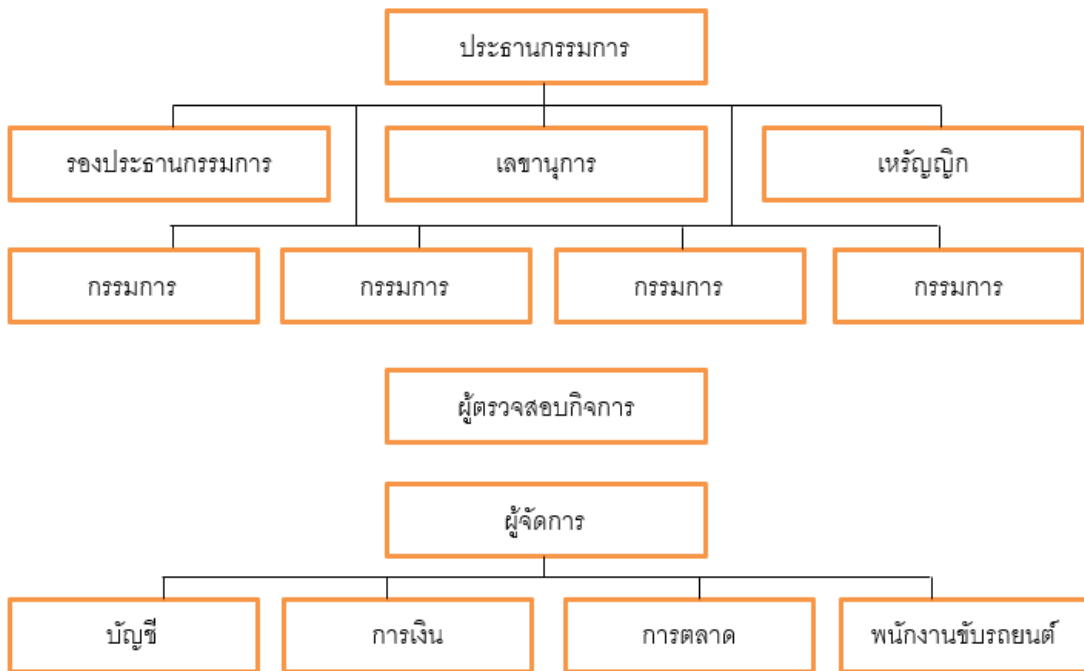 ประธานกรรมการ
รองประธานกรรมการ
เลขานุการ
เหรัญญิก
กรรมการ
กรรมการ
กรรมการ
กรรมการ
ผู้ตรวจสอบกิจการ
ผู้จัดการ
บัญชี
การเงิน
การตลาด
พนักงานขับรถยนต์